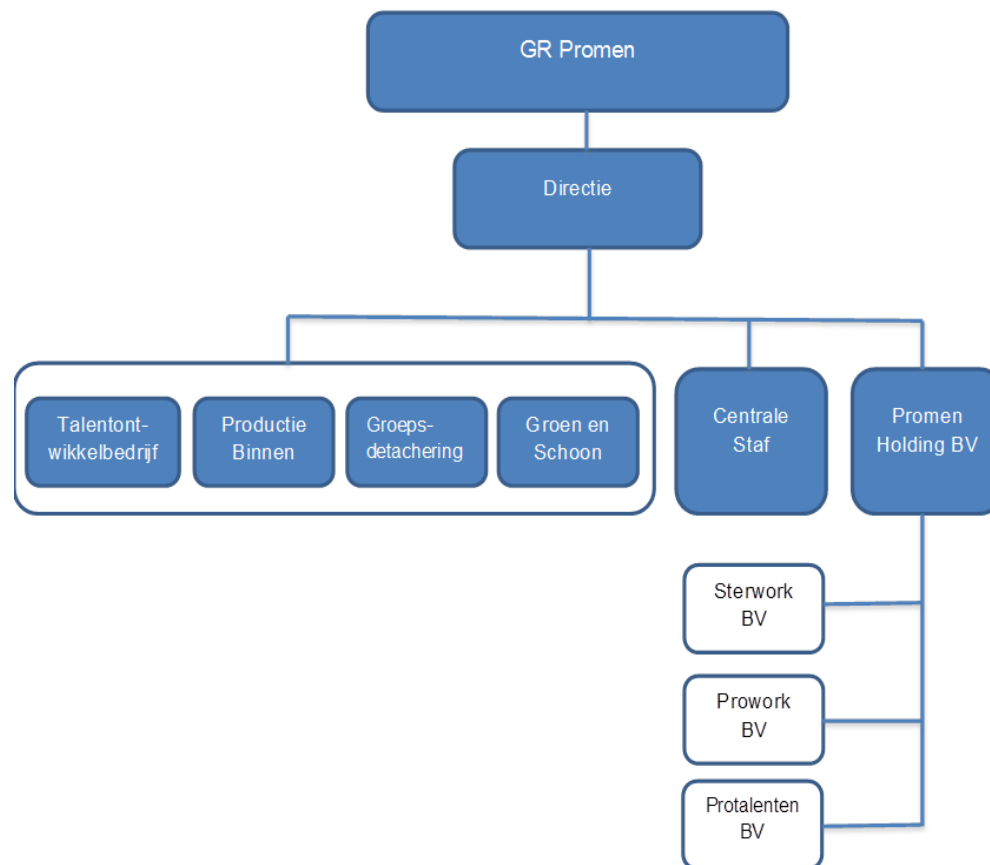 GR Promen
Directie
Talentont-
wikkelbedrijf
Productie
Binnen
Groeps-
detachering
Groen en
Schoon
Centrale
Staf
Promen
Holding BV
Sterwork
BV
Prowork
BV
Protalenten
BV